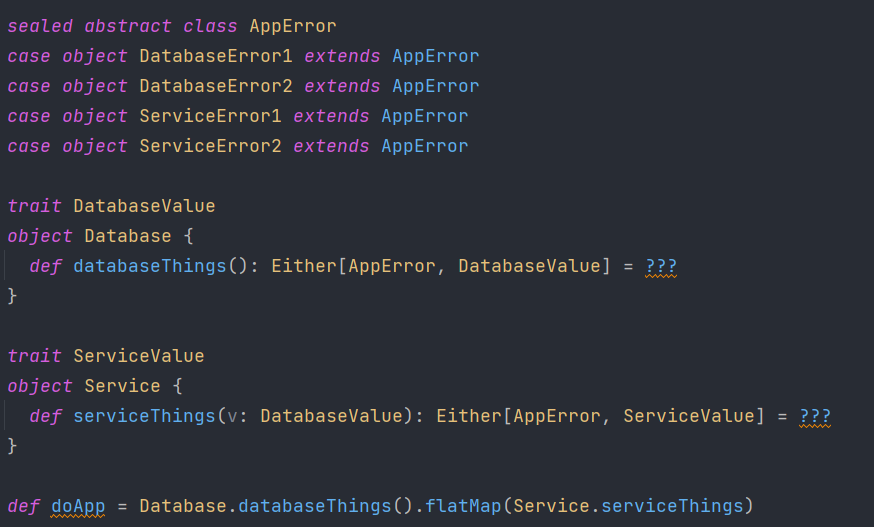 sealed abstract class AppError
case object DatabaseError1 extends AppError
case object DatabaseError2 extends AppError
case object ServiceError1 extends AppError
case object ServiceError2 extends AppError
trait DatabaseValue
object Database {
def databaseThings(): Either[AppError, DatabaseValue] = ???
}
trait ServiceValue
object Service {
def serviceThings(v: DatabaseValue): Either[AppError, ServiceValue] = ???
}
def doApp = Database.databaseThings().flatMap(Service.serviceThings)